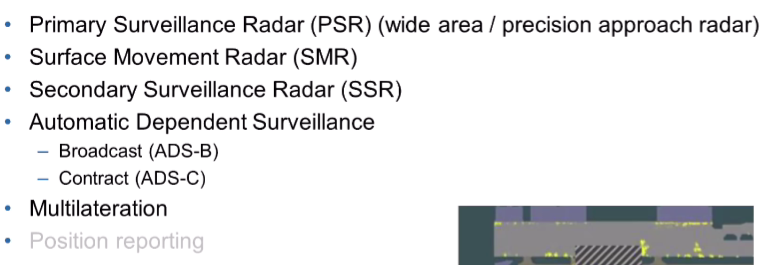 • Primary Surveillance Radar (PSR) (wide area / precision approach radar)
• Surface Movement Radar (SMR)
• Secondary Surveillance Radar (SSR)
• Automatic Dependent Surveillance
– Broadcast (ADS-B)
– Contract (ADS-C)
• Multilateration
• Position reporting